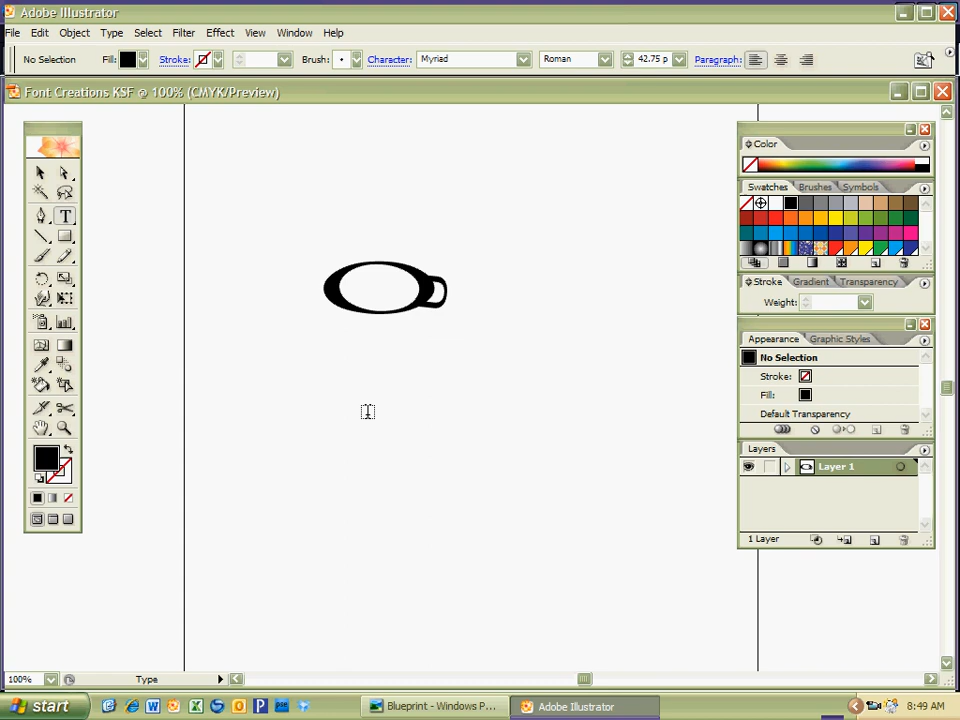 Adobe Illustrator
File Edit Object Type Select Filter Effect View Window Help
No Selection Fill: Stroke: Brush: Character: Myriad Roman 42.75 p Paragraph:
Font Creations KSF @ 100% (CMYK/Preview)
Color
Swatches Brushes Symbols
Stroke Gradient Transparency
Weight:
Appearance Graphic Styles
No Selection
Stroke:
Fill:
Default Transparency
Layers
Layer 1
1 Layer
100% Type
start Blueprint - Windows P... Adobe Illustrator 8:49 AM